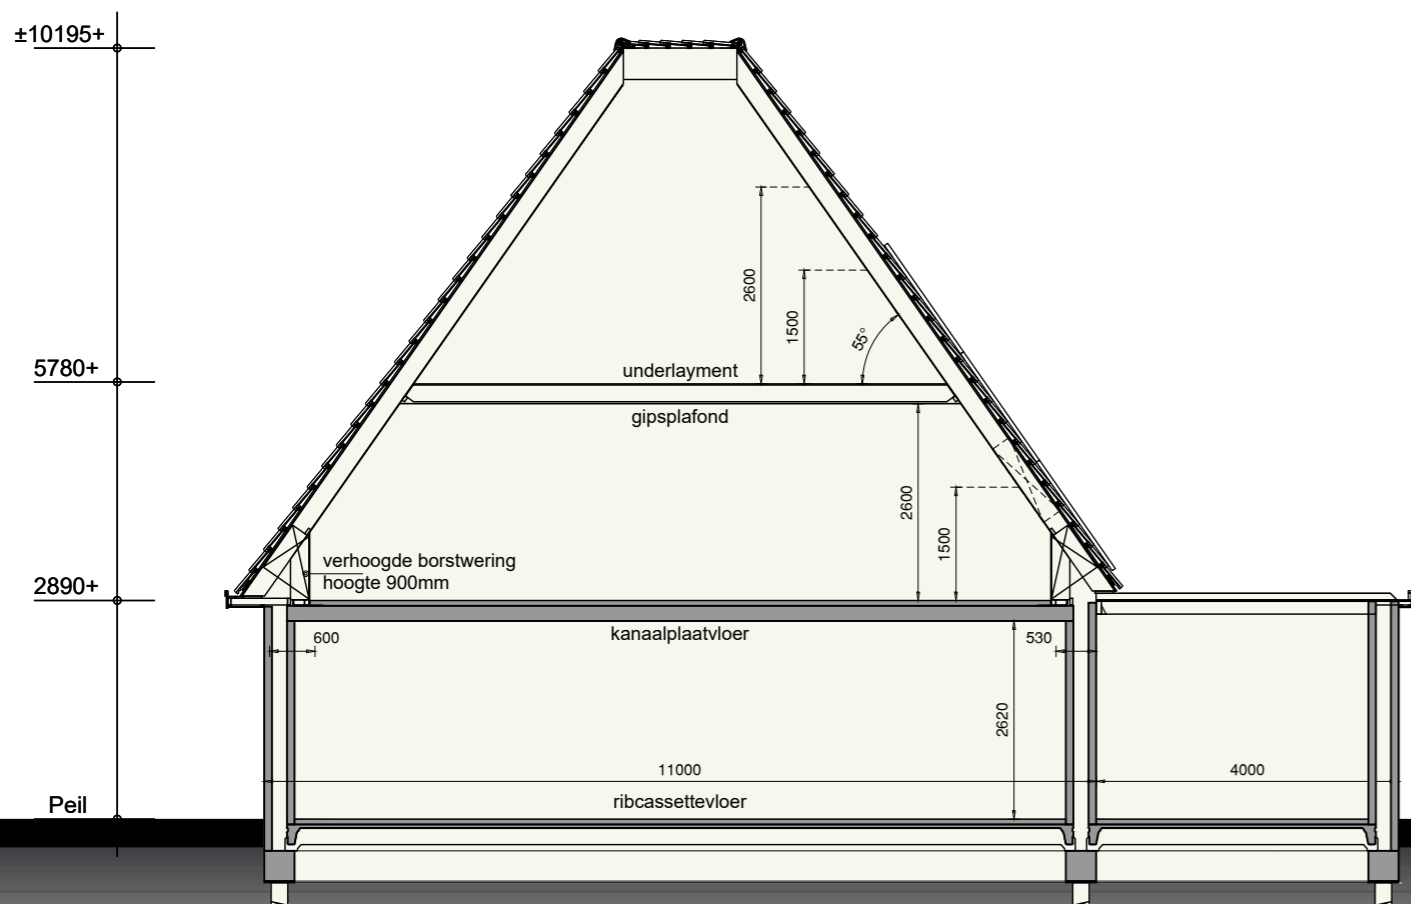 ±10195+
2600
1500
55°
5780+
underlayment
gipsplafond
2600
1500
verhoogde borstwering
hoogte 900mm
2890+
600
kanaalplaatvloer
530
2620
11000
4000
Peil
ribcassettevloer